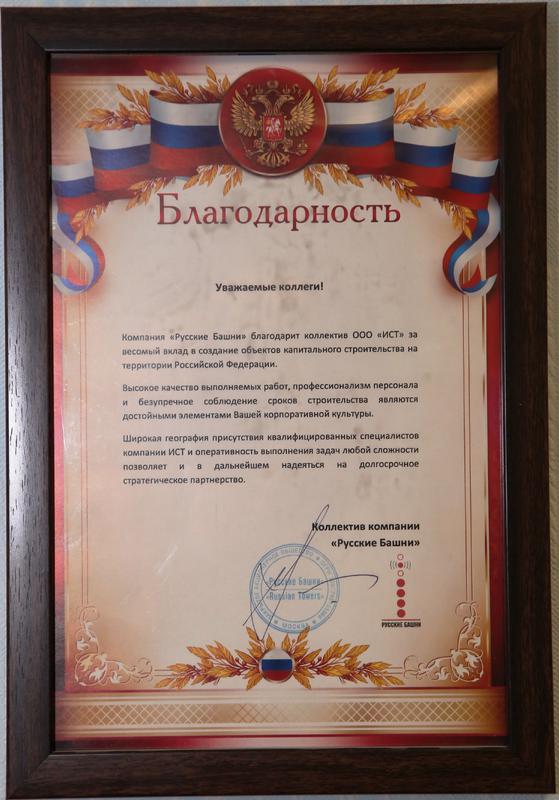 Благодарность
Уважаемые коллеги!
Компания «Русские Башни» благодарит коллектив ООО «ИСТ» за
весомый вклад в создание объектов капитального строительства на
территории Российской Федерации.
Высокое качество выполняемых работ, профессионализм персонала
и безупречное соблюдение сроков строительства являются
достойными элементами Вашей корпоративной культуры.
Широкая география присутствия квалифицированных специалистов
компании ИСТ и оперативность выполнения задач любой сложности
позволяет и в дальнейшем надеяться на долгосрочное
стратегическое партнерство.
Коллектив компании
«Русские Башни»
«Русские Башни»
«Russian Towers»
РУССКИЕ БАШНИ